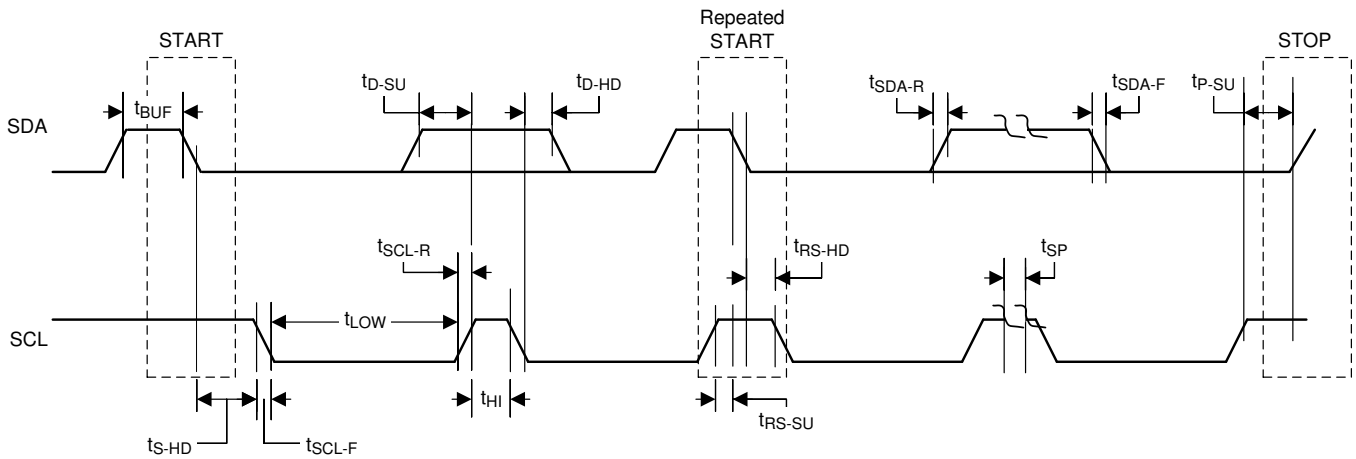 Repeated
START
START
STOP
tD-SU
tD-HD
tSDA-R
tSDA-F
tP-SU
tBUF
SDA
tSCL-R
tRS-HD
tSP
tLOW
SCL
tHI
tRS-SU
tS-HD
tSCL-F